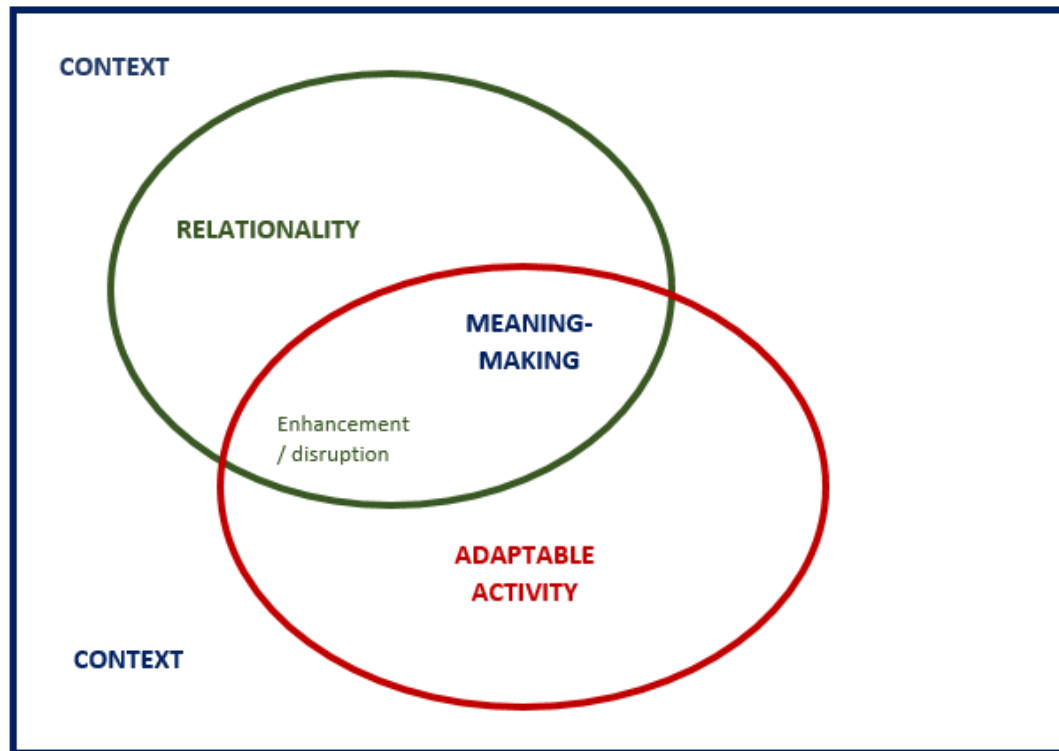 CONTEXT
RELATIONALITY
MEANING-
MAKING
Enhancement
/ disruption
ADAPTABLE
ACTIVITY
CONTEXT